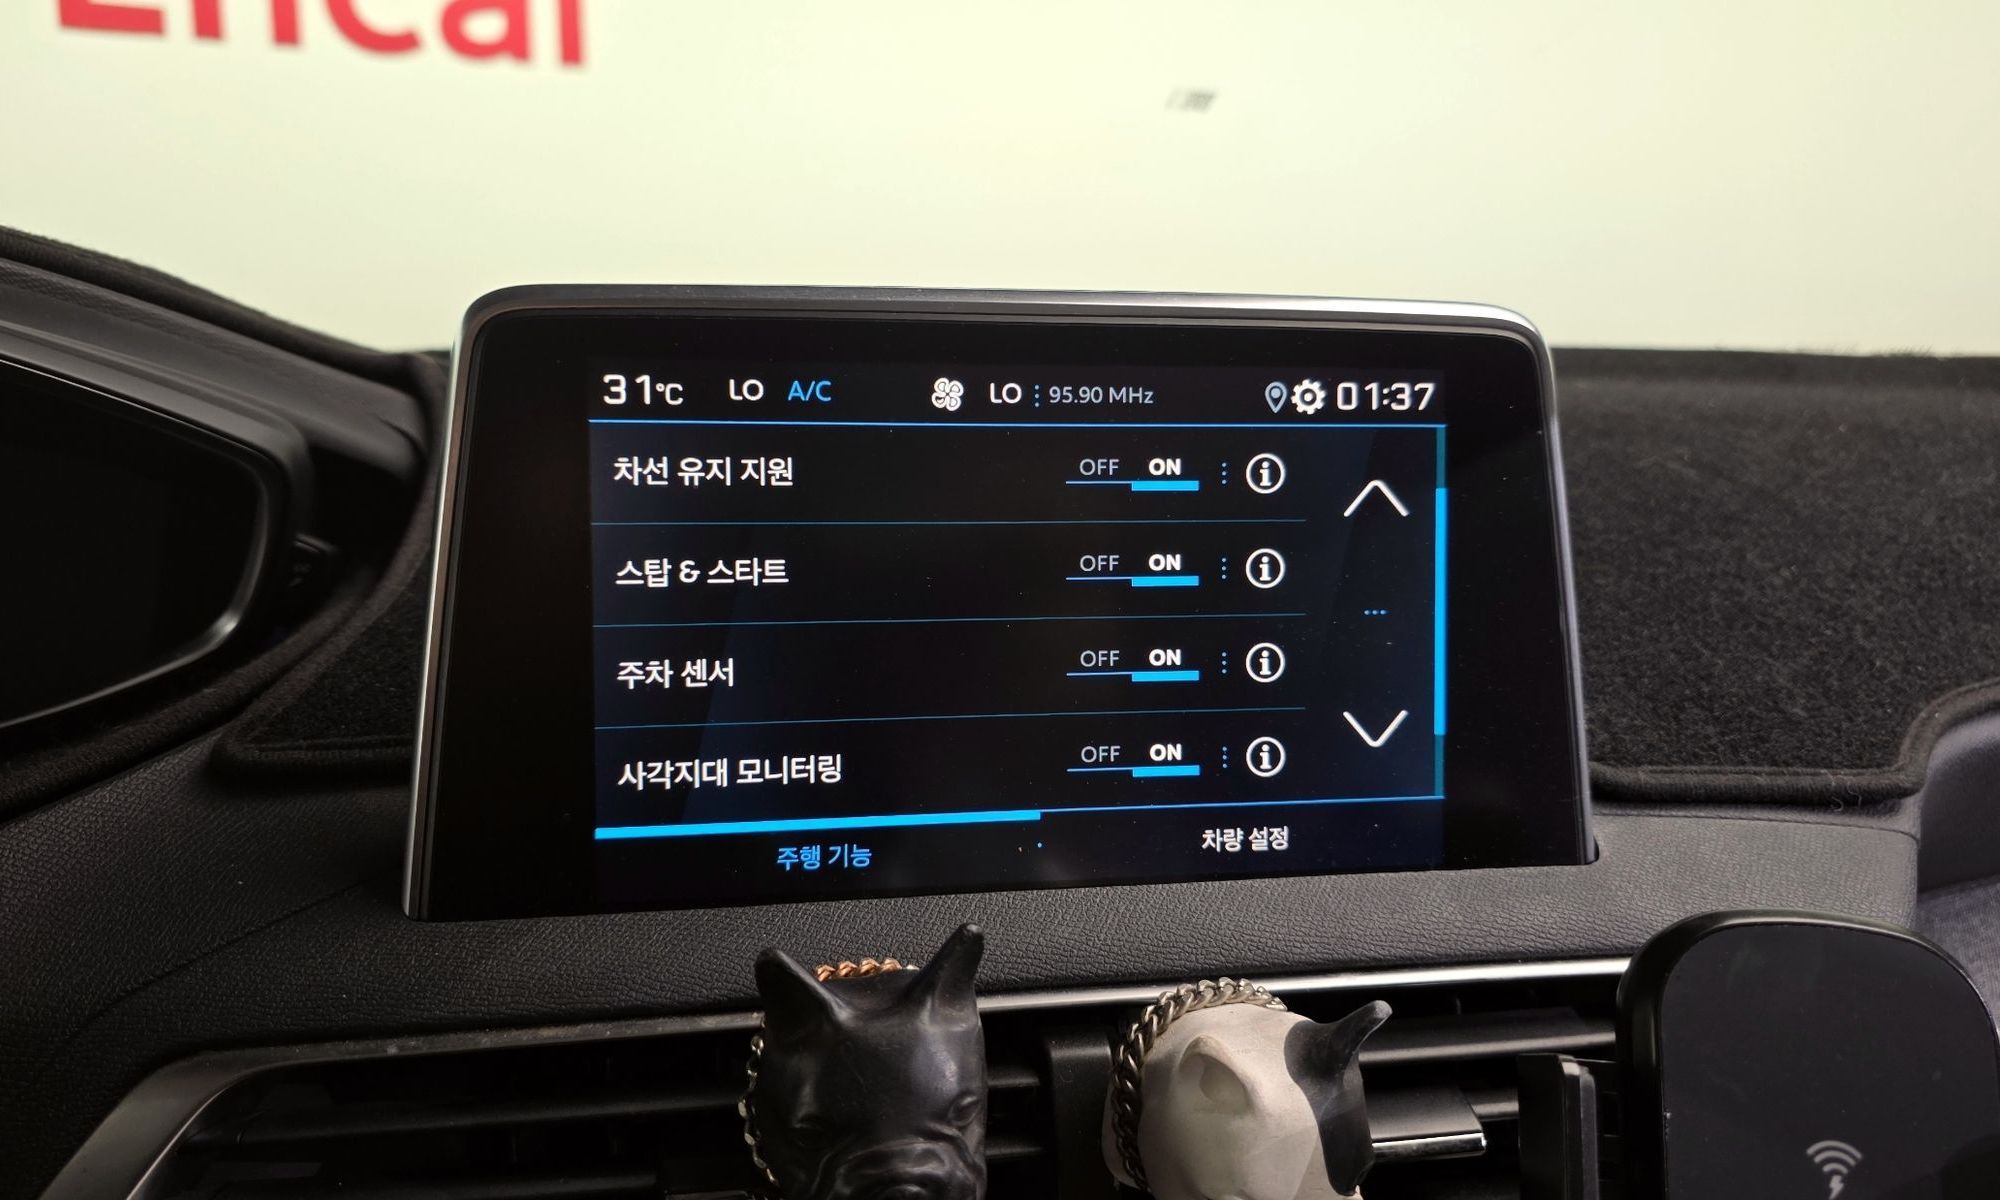 Encar
31°C LO A/C LO 95.90 MHz 01:37
차선 유지 지원 OFF ON
스탑 & 스타트 OFF ON
주차 센서 OFF ON
사각지대 모니터링 OFF ON
주행 기능 차량 설정